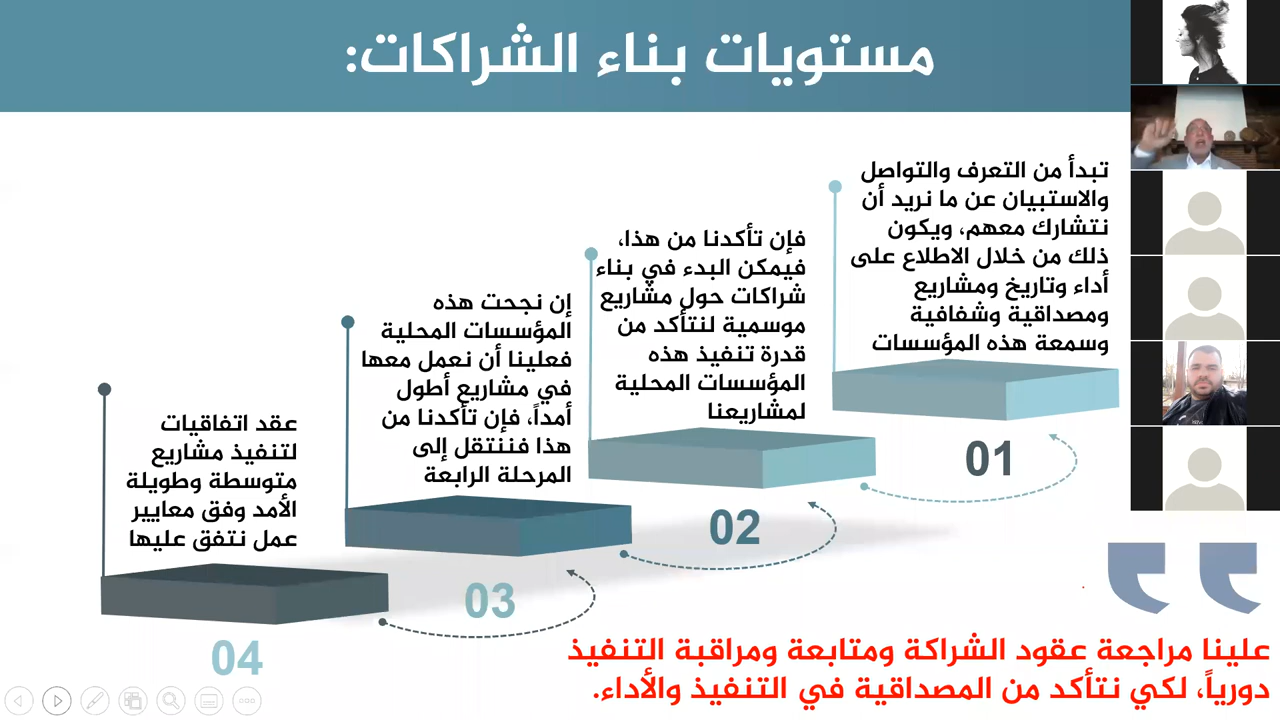 مستويات بناء الشراكات:
تبدأ من التعرف والتواصل
والاستبيان عن ما نريد أن
نتشارك معهم، ويكون
ذلك من خلال الاطلاع على
أداء وتاريخ ومشاريع
ومصداقية وشفافية
وسمعة هذه المؤسسات
01
فإن تأكدنا من هذا،
فيمكن البدء في بناء
شراكات حول مشاريع
موسمية لنتأكد من
قدرة تنفيذ هذه
المؤسسات المحلية
لمشاريعنا
02
إن نجحت هذه
المؤسسات المحلية
فعلينا أن نعمل معها
في مشاريع أطول
أمداً، فإن تأكدنا من
هذا فننتقل إلى
المرحلة الرابعة
03
عقد اتفاقيات
لتنفيذ مشاريع
متوسطة وطويلة
الأمد وفق معايير
عمل نتفق عليها
04
علينا مراجعة عقود الشراكة ومتابعة ومراقبة التنفيذ
دورياً، لكي نتأكد من المصداقية في التنفيذ والأداء.